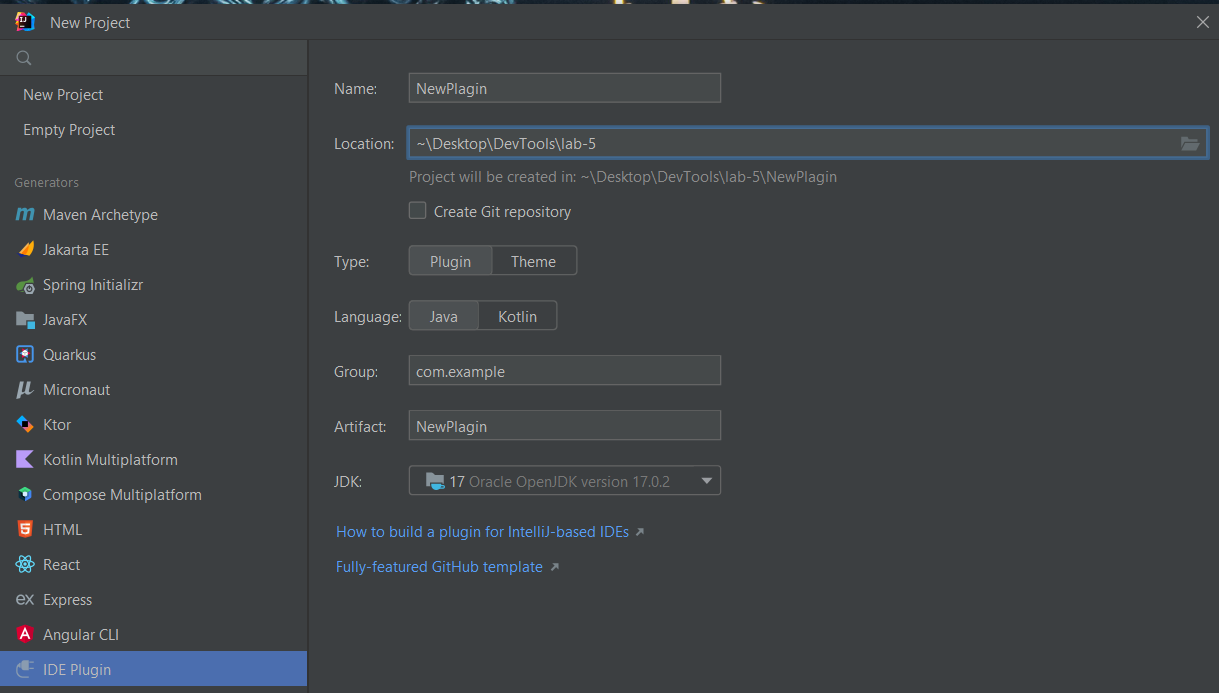 New Project
New Project
Empty Project
Generators
Maven Archetype
Jakarta EE
Spring Initializr
JavaFX
Quarkus
Micronaut
Ktor
Kotlin Multiplatform
Compose Multiplatform
HTML
React
Express
Angular CLI
IDE Plugin
Name: NewPlagin
Location: ~\Desktop\DevTools\lab-5
Project will be created in: ~\Desktop\DevTools\lab-5\NewPlagin
Create Git repository
Type: Plugin Theme
Language: Java Kotlin
Group: com.example
Artifact: NewPlagin
JDK: 17 Oracle OpenJDK version 17.0.2
How to build a plugin for IntelliJ-based IDEs
Fully-featured GitHub template